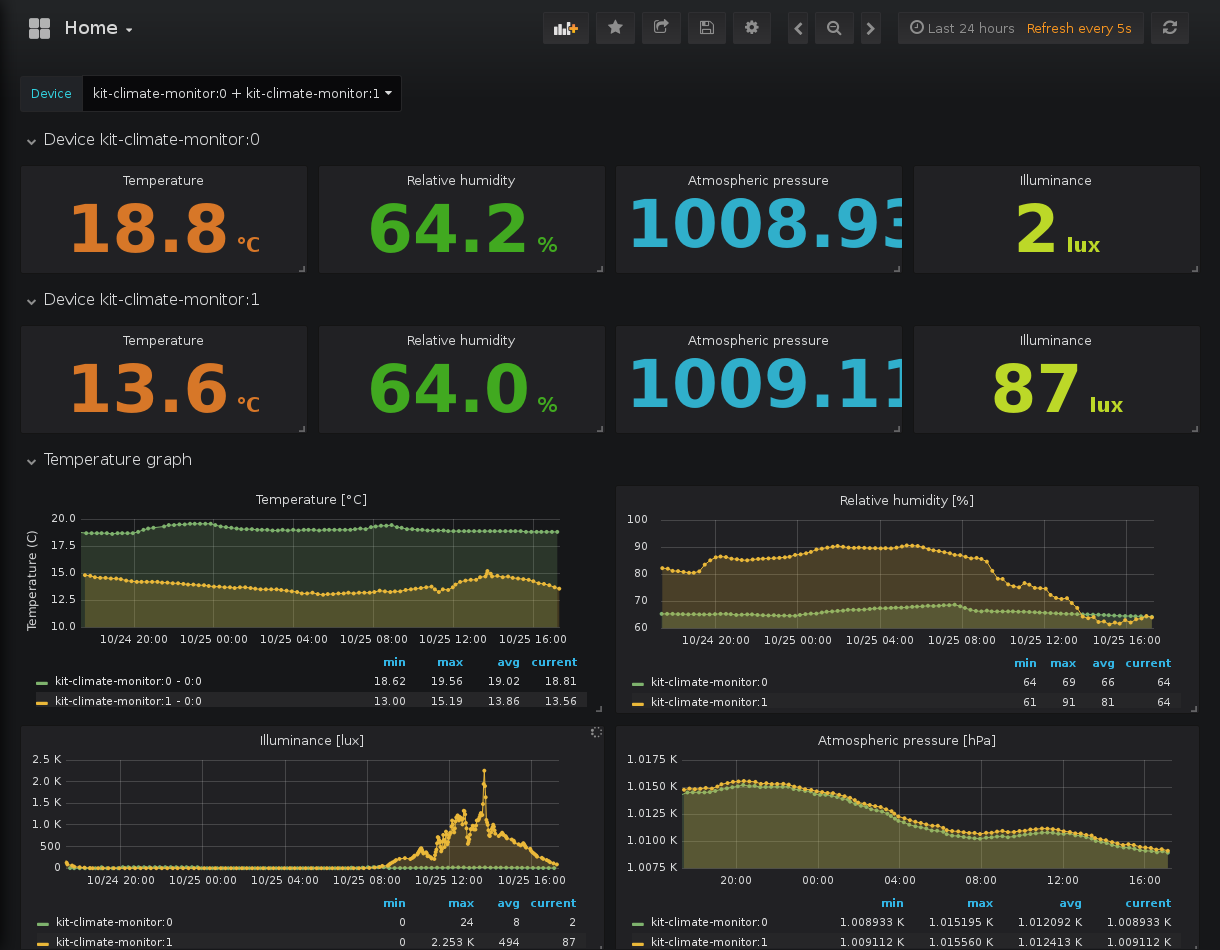 Home
Last 24 hours Refresh every 5s
Device kit-climate-monitor:0 + kit-climate-monitor:1
Device kit-climate-monitor:0
Temperature Relative humidity Atmospheric pressure Illuminance
18.8 °C 64.2 % 1008.93 2 lux
Device kit-climate-monitor:1
Temperature Relative humidity Atmospheric pressure Illuminance
13.6 °C 64.0 % 1009.11 87 lux
Temperature graph
Temperature [°C]
Temperature (C)
20.0
17.5
15.0
12.5
10.0
10/24 20:00 10/25 00:00 10/25 04:00 10/25 08:00 10/25 12:00 10/25 16:00
min max avg current
kit-climate-monitor:0 - 0:0 18.62 19.56 19.02 18.81
kit-climate-monitor:1 - 0:0 13.00 15.19 13.86 13.56
Relative humidity [%]
100
90
80
70
60
10/24 20:00 10/25 00:00 10/25 04:00 10/25 08:00 10/25 12:00 10/25 16:00
min max avg current
kit-climate-monitor:0 64 69 66 64
kit-climate-monitor:1 61 91 81 64
Illuminance [lux]
2.5 K
2.0 K
1.5 K
1.0 K
500
0
10/24 20:00 10/25 00:00 10/25 04:00 10/25 08:00 10/25 12:00 10/25 16:00
min max avg current
kit-climate-monitor:0 0 24 8 2
kit-climate-monitor:1 0 2.253 K 494 87
Atmospheric pressure [hPa]
1.0175 K
1.0150 K
1.0125 K
1.0100 K
1.0075 K
20:00 00:00 04:00 08:00 12:00 16:00
min max avg current
kit-climate-monitor:0 1.008933 K 1.015195 K 1.012092 K 1.008933 K
kit-climate-monitor:1 1.009112 K 1.015560 K 1.012413 K 1.009112 K